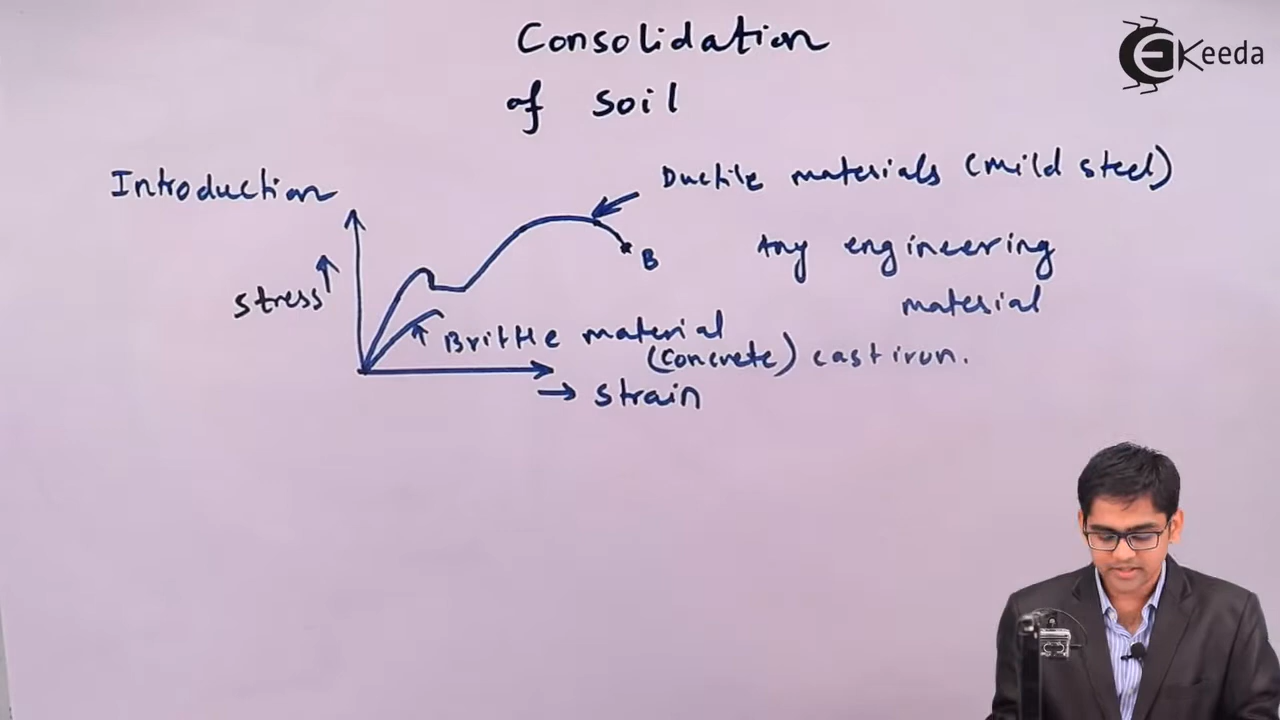 Consolidation
of Soil
EKeeda
Introduction
Ductile materials (mild steel)
stress
B
Any engineering
material
Brittle material
(concrete) cast iron.
→ strain